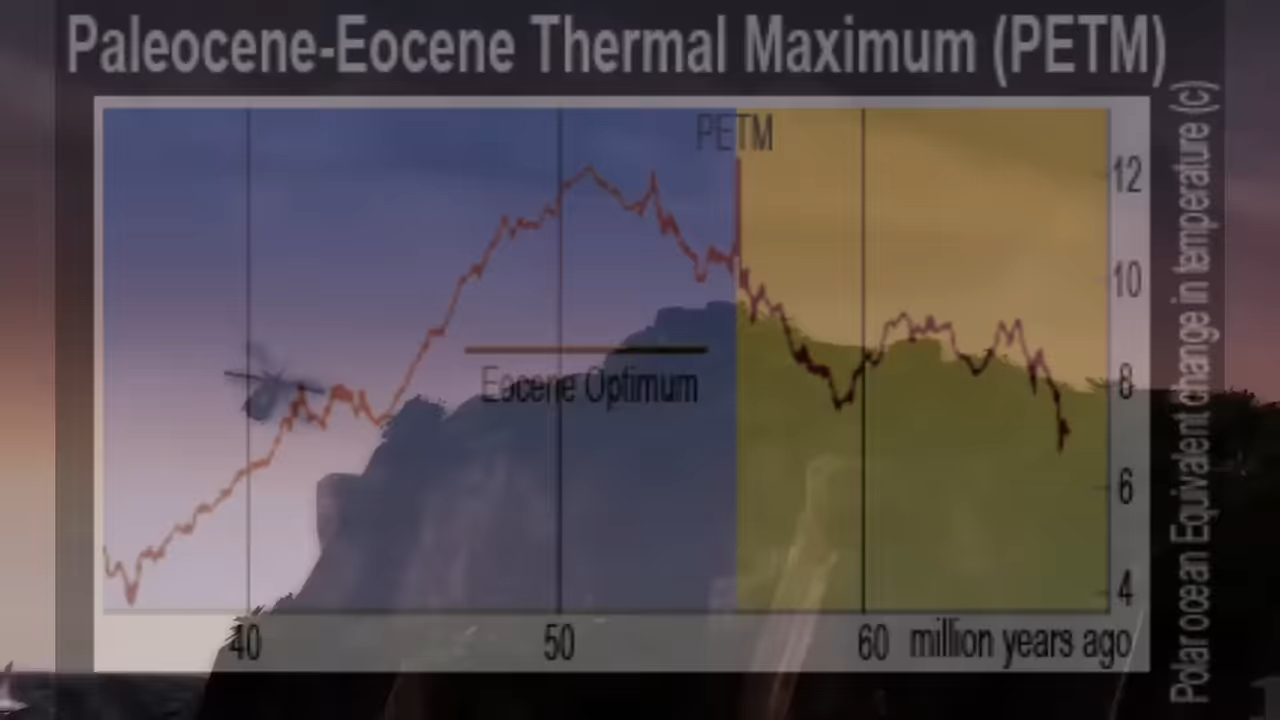 Paleocene-Eocene Thermal Maximum (PETM)
PETM
12
10
8
6
4
Eocene Optimum
40
50
60
million years ago
Polar ocean Equivalent change in temperature (c)